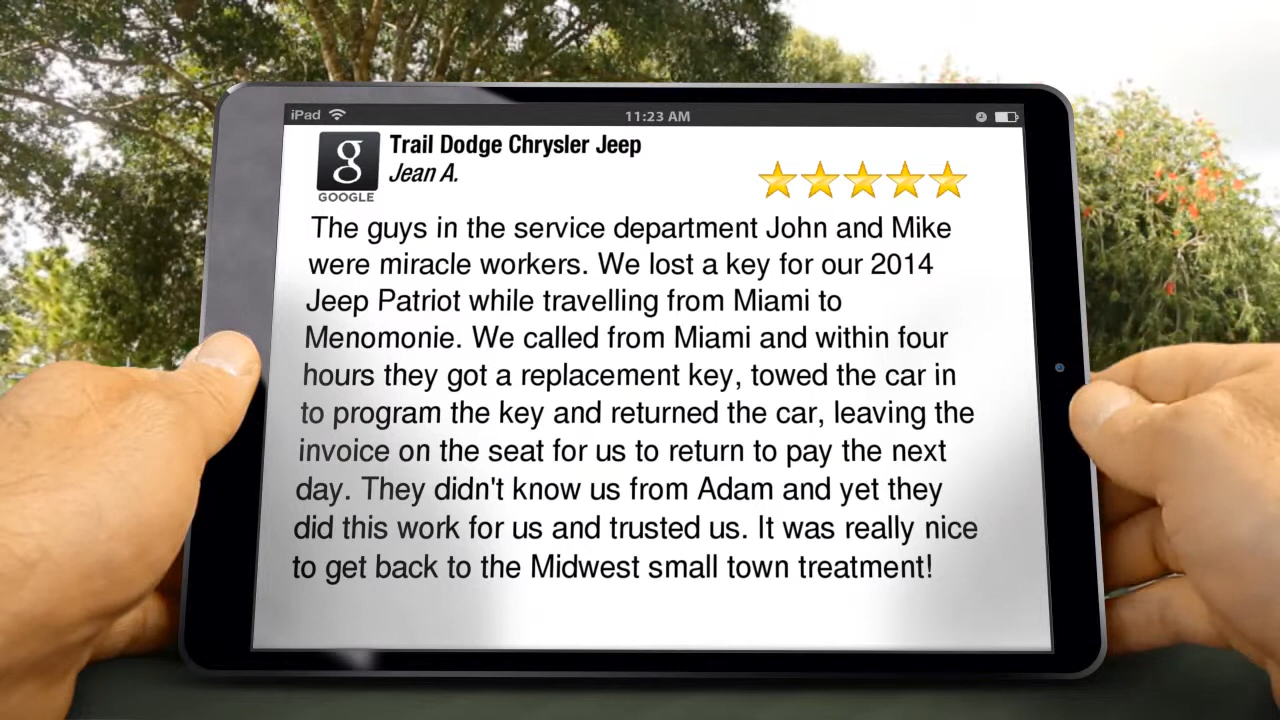 iPad 11:23 AM
Trail Dodge Chrysler Jeep
Jean A.
g
GOOGLE
The guys in the service department John and Mike
were miracle workers. We lost a key for our 2014
Jeep Patriot while travelling from Miami to
Menomonie. We called from Miami and within four
hours they got a replacement key, towed the car in
to program the key and returned the car, leaving the
invoice on the seat for us to return to pay the next
day. They didn't know us from Adam and yet they
did this work for us and trusted us. It was really nice
to get back to the Midwest small town treatment!